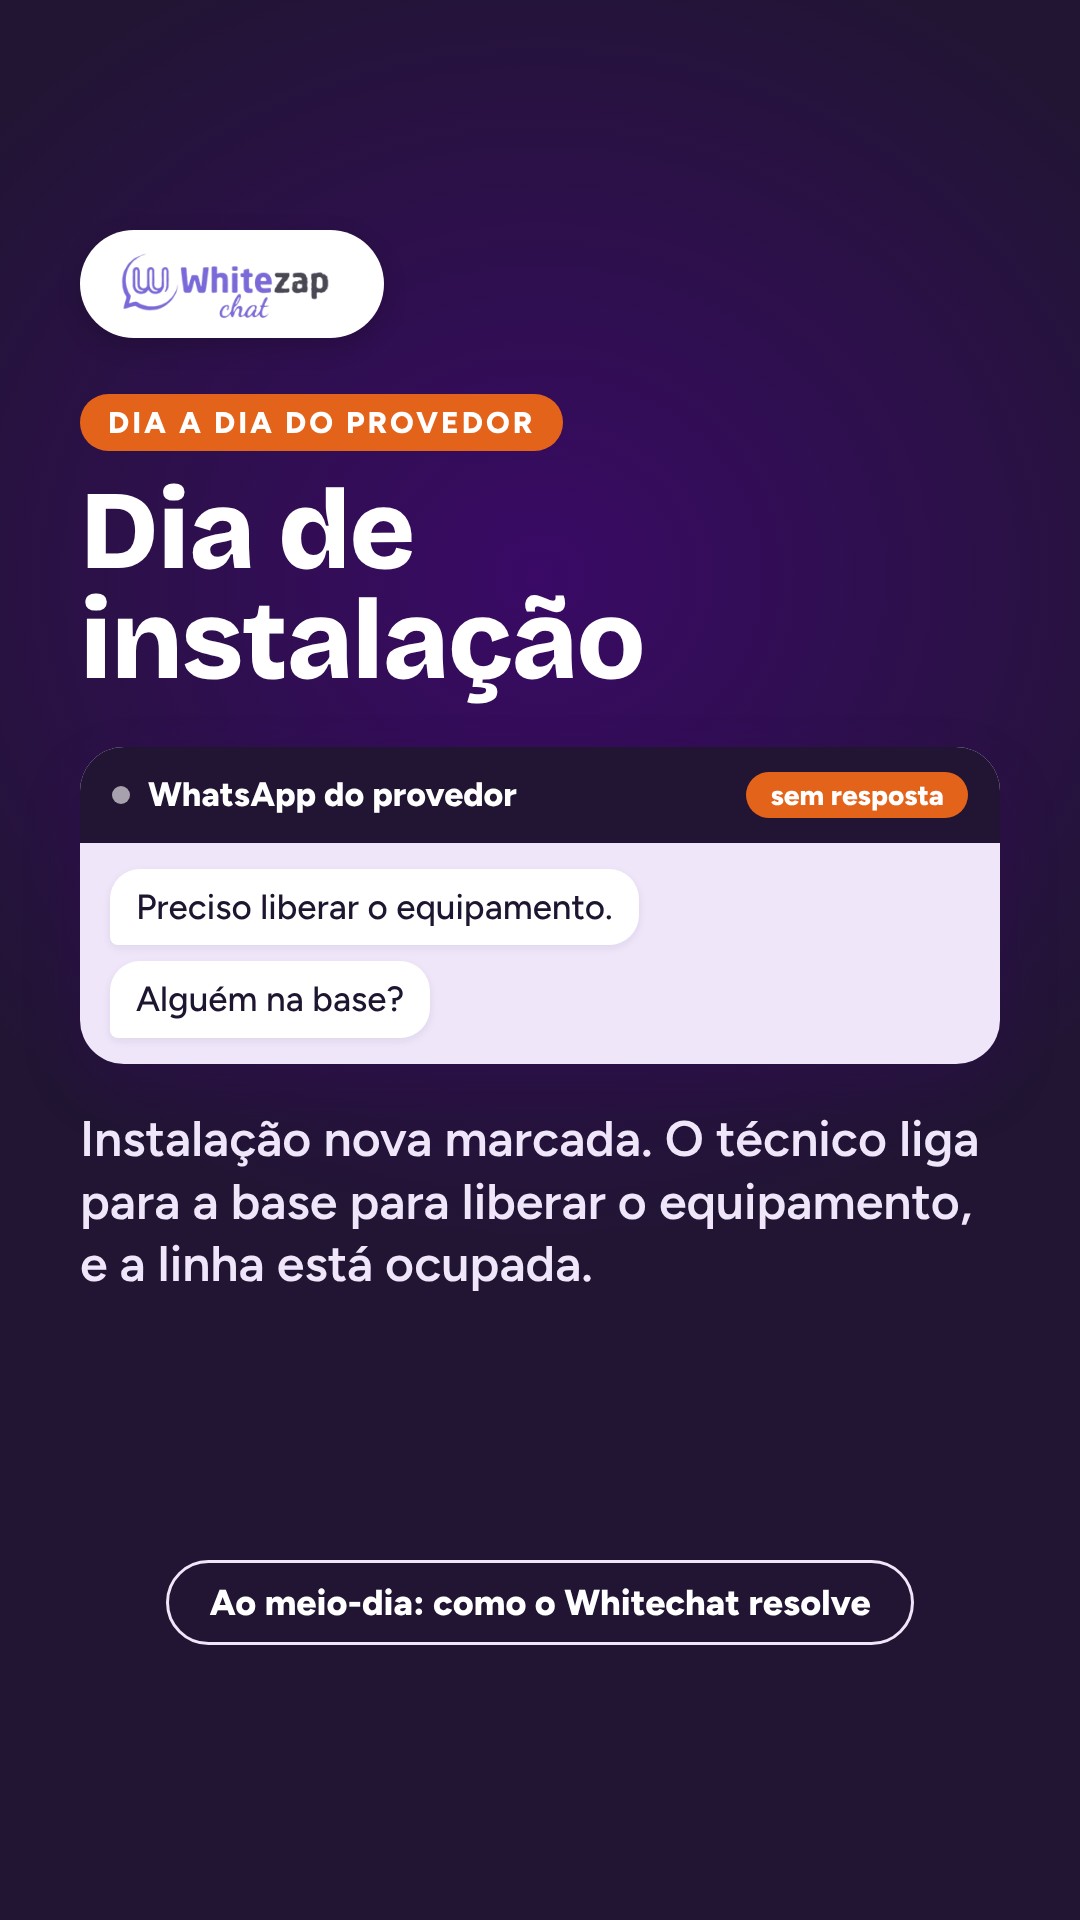 Whitezap
chat
DIA A DIA DO PROVEDOR
Dia de
instalação
WhatsApp do provedor
sem resposta
Preciso liberar o equipamento.
Alguém na base?
Instalação nova marcada. O técnico liga
para a base para liberar o equipamento,
e a linha está ocupada.
Ao meio-dia: como o Whitechat resolve